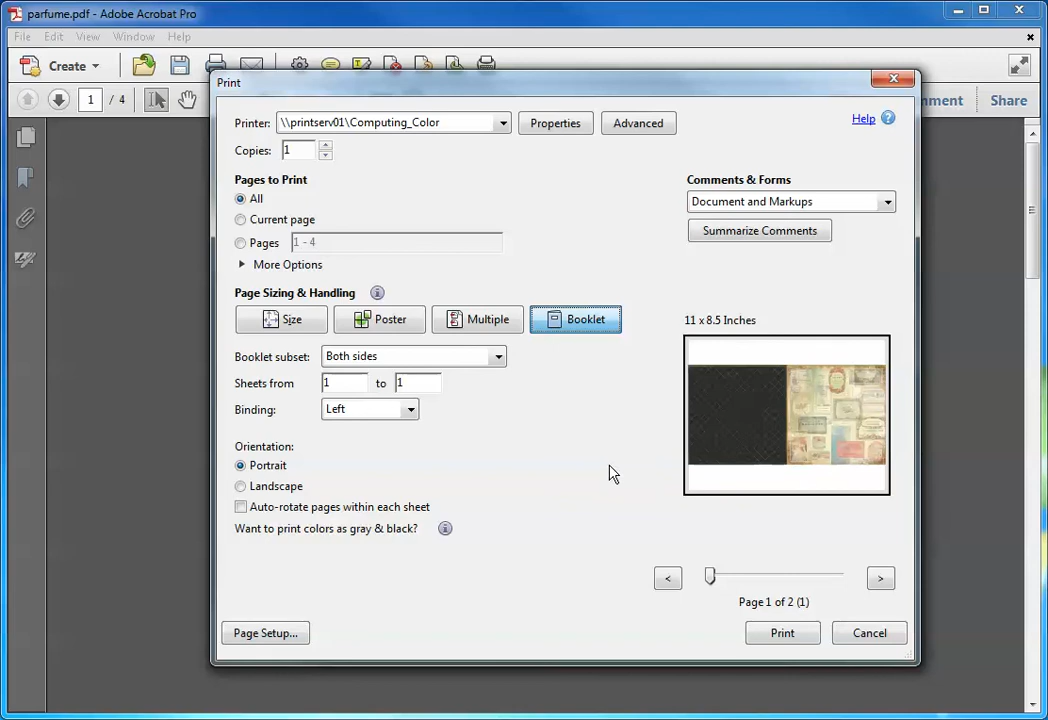 parfume.pdf - Adobe Acrobat Pro
File Edit View Window Help
Create
1 / 4
mment
Share
Print
Printer: \\printserv01\Computing_Color Properties Advanced Help
Copies: 1
Pages to Print
All
Current page
Pages 1 - 4
More Options
Comments & Forms
Document and Markups
Summarize Comments
Page Sizing & Handling
Size Poster Multiple Booklet
Booklet subset: Both sides
Sheets from 1 to 1
Binding: Left
Orientation:
Portrait
Landscape
Auto-rotate pages within each sheet
Want to print colors as gray & black?
11 x 8.5 Inches
< >
Page 1 of 2 (1)
Page Setup... Print Cancel